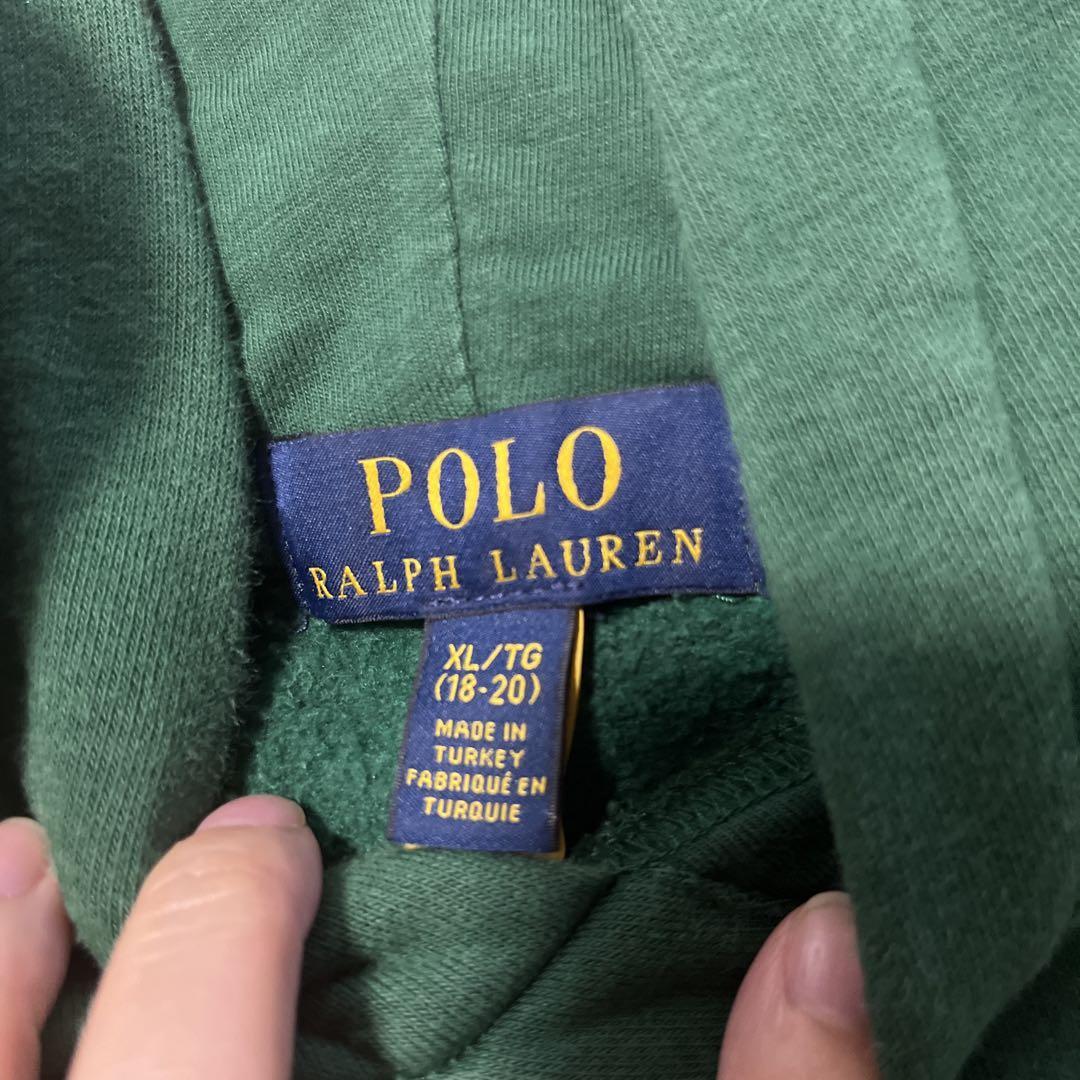 POLO
RALPH LAUREN
XL/TG
(18-20)
MADE IN
TURKEY
FABRIQUÉ EN
TURQUIE